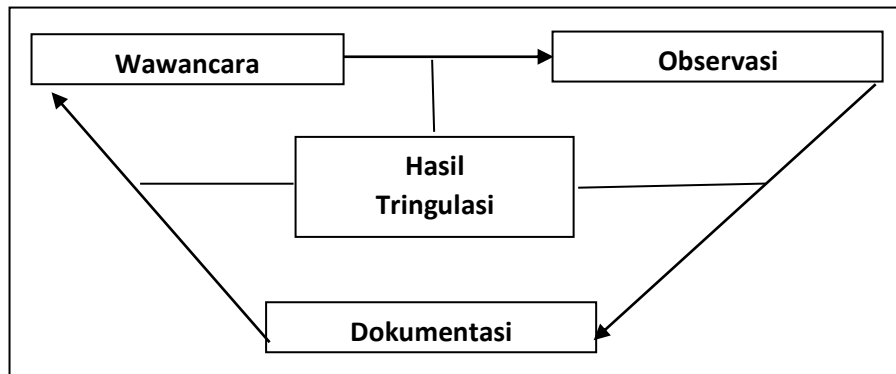 Wawancara
Observasi
Hasil
Tringulasi
Dokumentasi